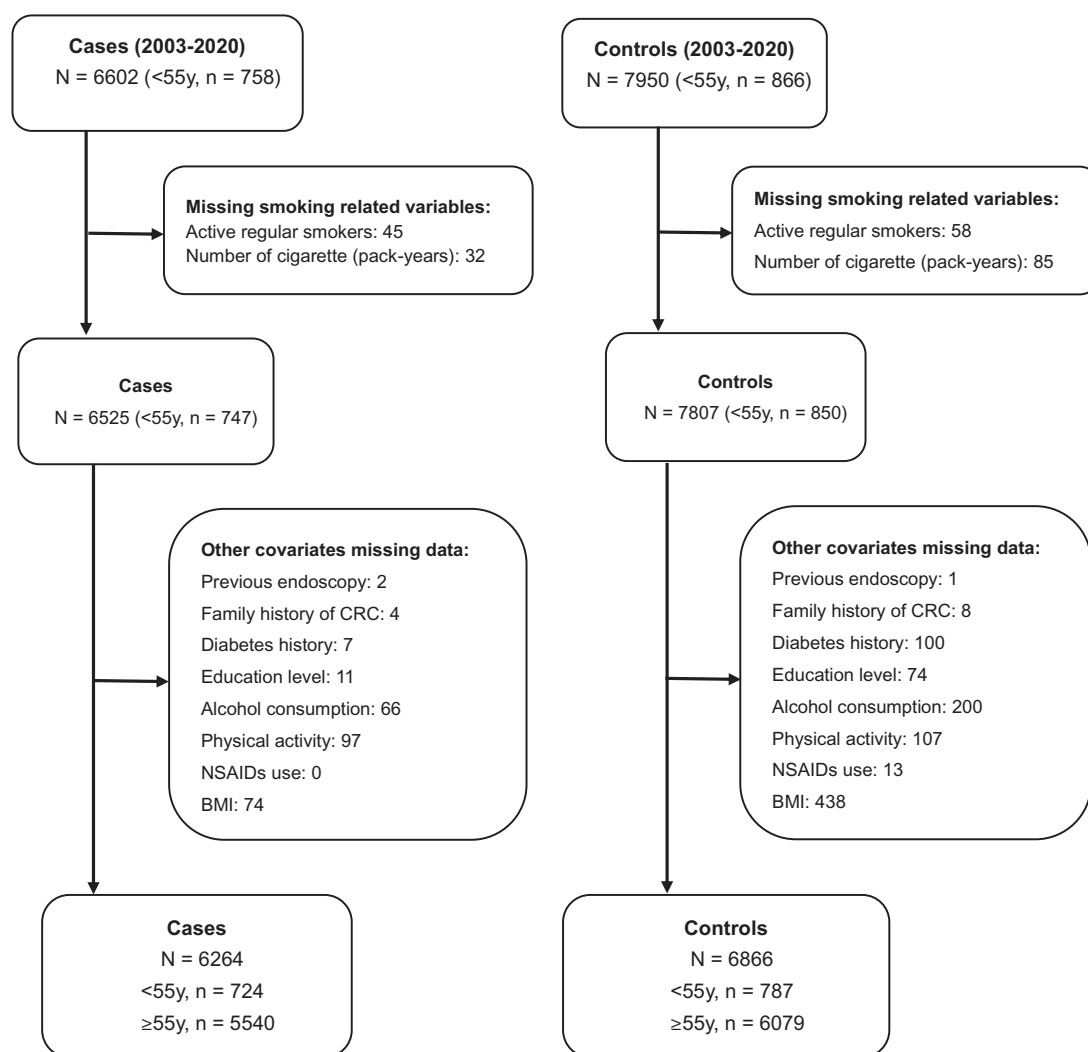 Cases (2003-2020)
N = 6602 (<55y, n = 758)
Missing smoking related variables:
Active regular smokers: 45
Number of cigarette (pack-years): 32
Cases
N = 6525 (<55y, n = 747)
Other covariates missing data:
Previous endoscopy: 2
Family history of CRC: 4
Diabetes history: 7
Education level: 11
Alcohol consumption: 66
Physical activity: 97
NSAIDs use: 0
BMI: 74
Cases
N = 6264
<55y, n = 724
≥55y, n = 5540
Controls (2003-2020)
N = 7950 (<55y, n = 866)
Missing smoking related variables:
Active regular smokers: 58
Number of cigarette (pack-years): 85
Controls
N = 7807 (<55y, n = 850)
Other covariates missing data:
Previous endoscopy: 1
Family history of CRC: 8
Diabetes history: 100
Education level: 74
Alcohol consumption: 200
Physical activity: 107
NSAIDs use: 13
BMI: 438
Controls
N = 6866
<55y, n = 787
≥55y, n = 6079